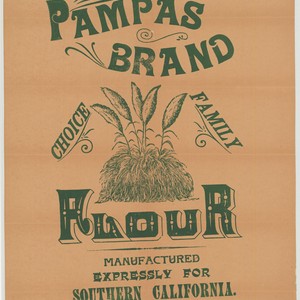 PAMPAS
BRAND
CHOICE
FAMILY
FLOUR
MANUFACTURED
EXPRESSLY FOR
SOUTHERN CALIFORNIA.